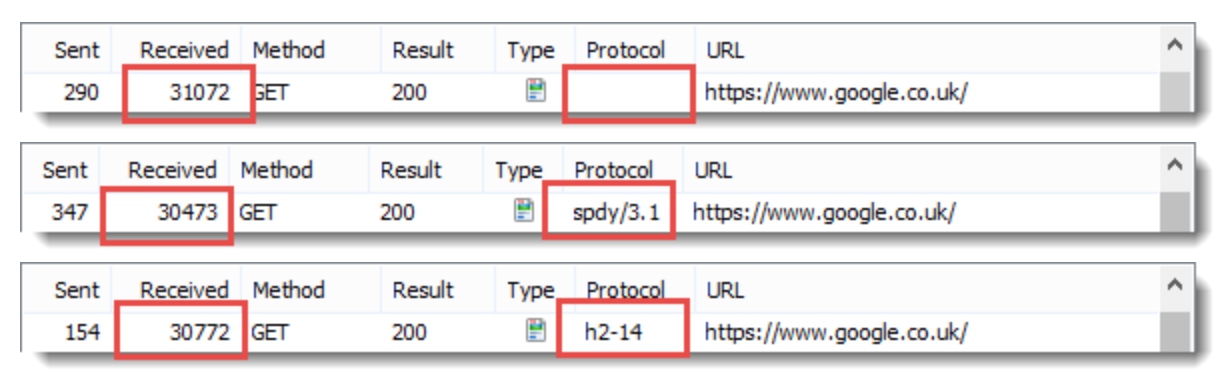 Sent Received Method Result Type Protocol URL
290 31072 GET 200 https://www.google.co.uk/
Sent Received Method Result Type Protocol URL
347 30473 GET 200 spdy/3.1 https://www.google.co.uk/
Sent Received Method Result Type Protocol URL
154 30772 GET 200 h2-14 https://www.google.co.uk/